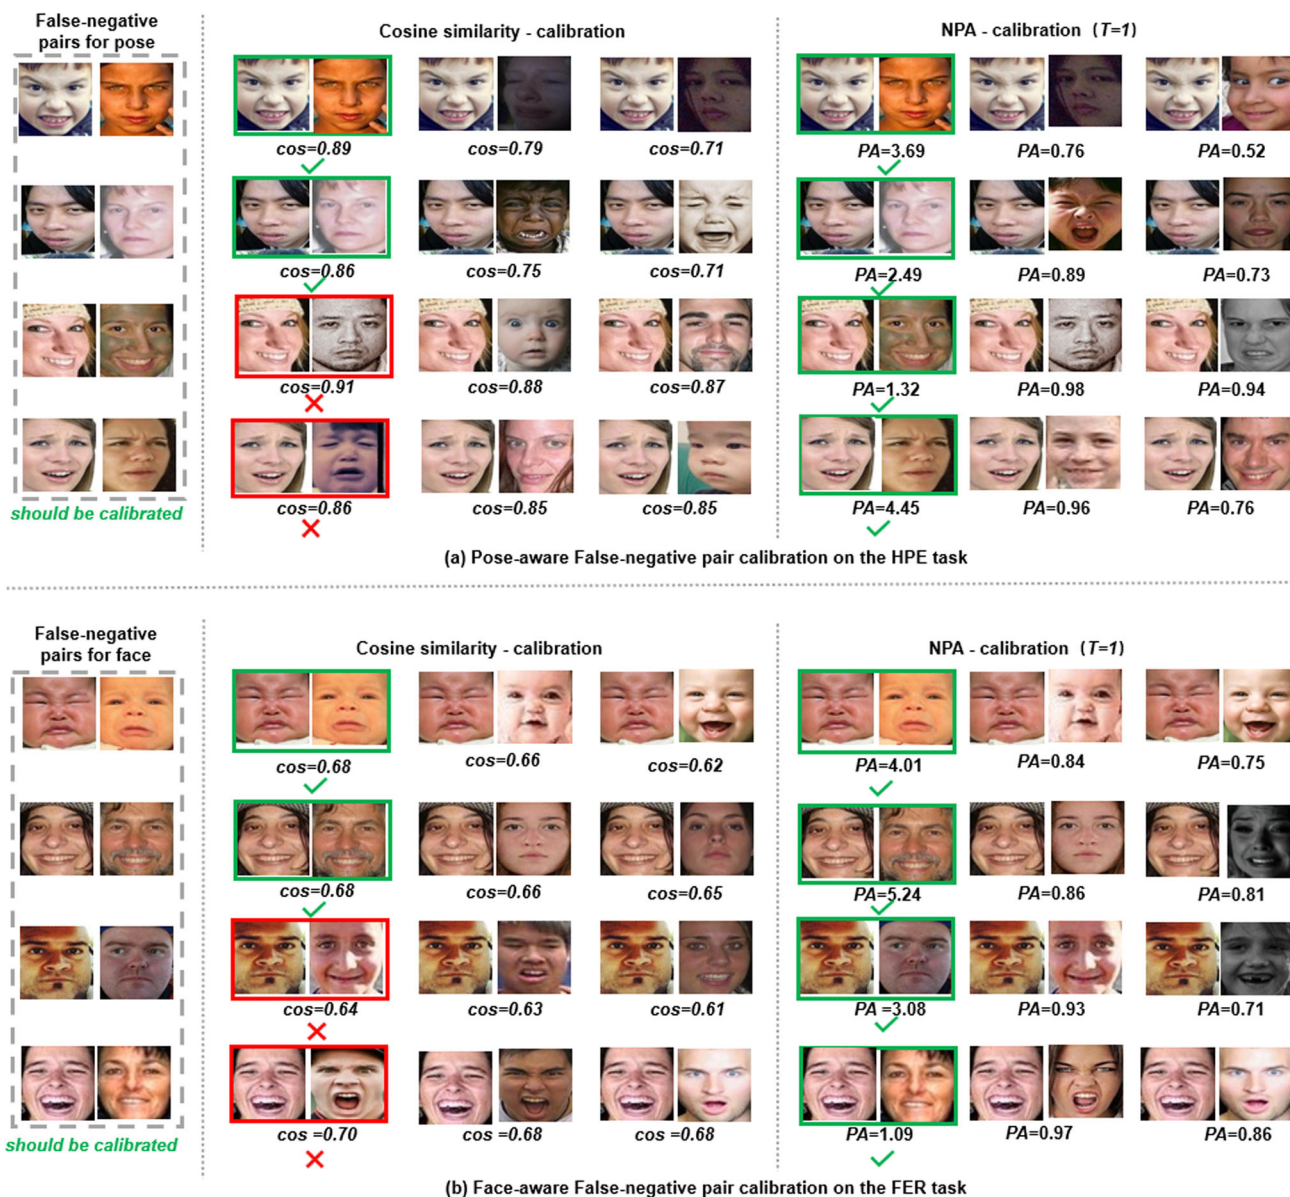 False-negative
pairs for pose
Cosine similarity - calibration
NPA - calibration (T=1)
cos=0.89 cos=0.79 cos=0.71 PA=3.69 PA=0.76 PA=0.52
cos=0.86 cos=0.75 cos=0.71 PA=2.49 PA=0.89 PA=0.73
cos=0.91 cos=0.88 cos=0.87 PA=1.32 PA=0.98 PA=0.94
cos=0.86 cos=0.85 cos=0.85 PA=4.45 PA=0.96 PA=0.76
should be calibrated
(a) Pose-aware False-negative pair calibration on the HPE task
False-negative
pairs for face
Cosine similarity - calibration
NPA - calibration (T=1)
cos=0.68 cos=0.66 cos=0.62 PA=4.01 PA=0.84 PA=0.75
cos=0.68 cos=0.66 cos=0.65 PA=5.24 PA=0.86 PA=0.81
cos=0.64 cos=0.63 cos=0.61 PA =3.08 PA=0.93 PA=0.71
cos =0.70 cos =0.68 cos =0.68 PA=1.09 PA=0.97 PA=0.86
should be calibrated
(b) Face-aware False-negative pair calibration on the FER task